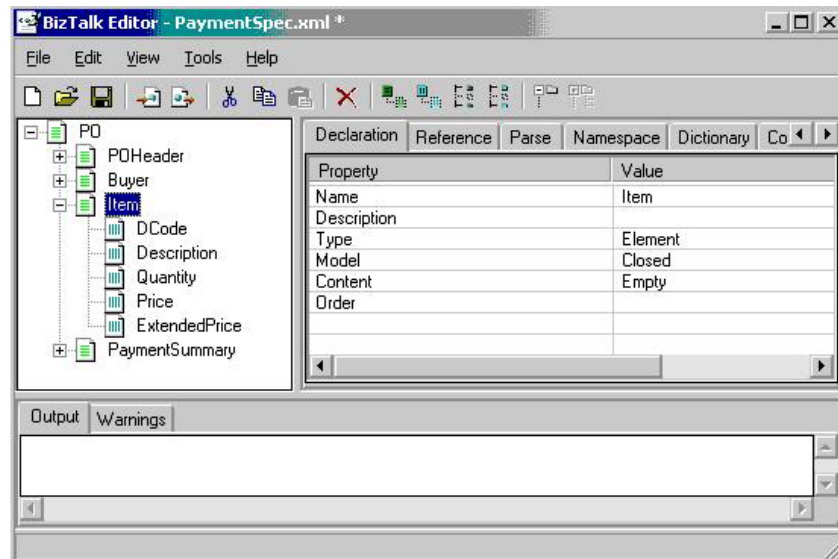 BizTalk Editor - PaymentSpec.xml *
File Edit View Tools Help
PO
POHeader
Buyer
Item
DCode
Description
Quantity
Price
ExtendedPrice
PaymentSummary
Declaration Reference Parse Namespace Dictionary Co
Property Value
Name Item
Description
Type Element
Model Closed
Content Empty
Order
Output Warnings